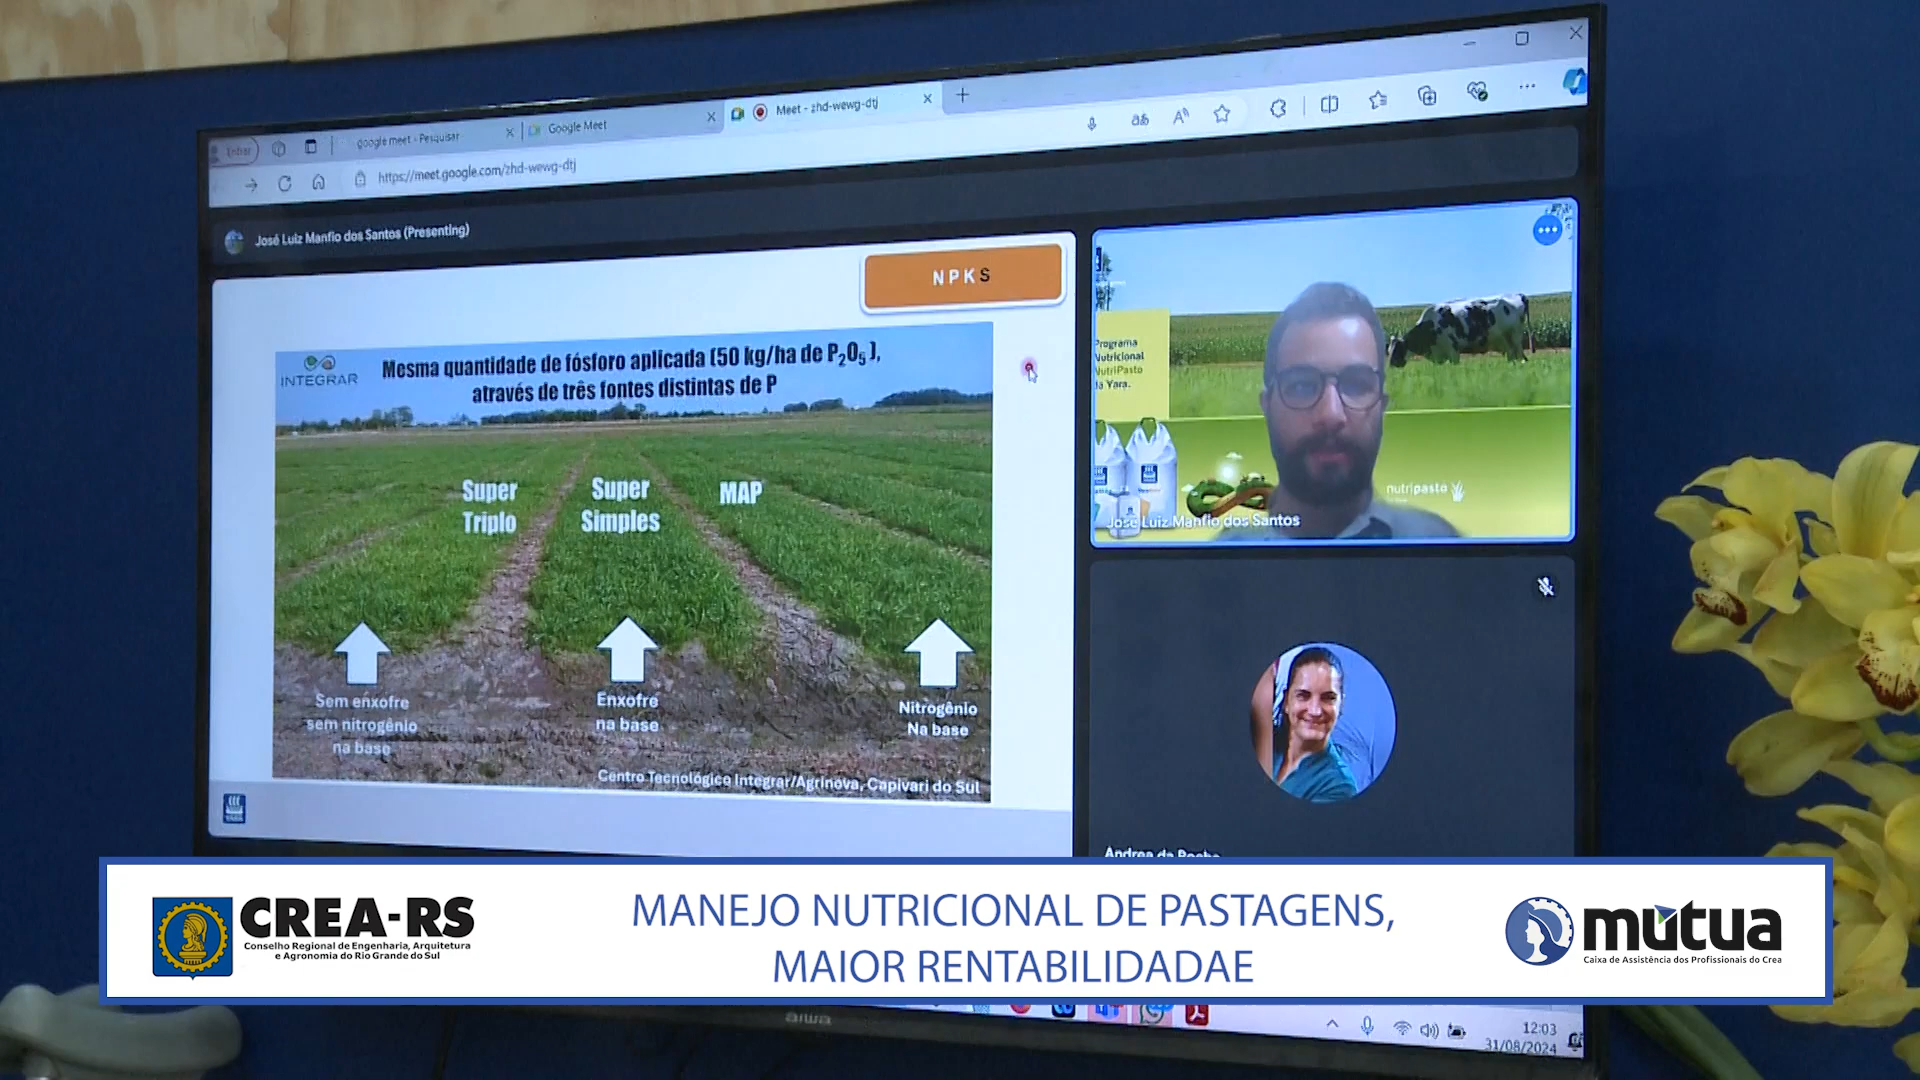 Entrar
google meet - Pesquisar
Google Meet
Meet - zhd-wewg-dtj
https://meet.google.com/zhd-wewg-dtj
José Luiz Manfio dos Santos (Presenting)
NPKS
INTEGRAR
Mesma quantidade de fósforo aplicada (50 kg/ha de P₂O₅),
através de três fontes distintas de P
Super
Triplo
Super
Simples
MAP
Sem enxofre
sem nitrogênio
na base
Enxofre
na base
Nitrogênio
Na base
Centro Tecnológico Integrar/Agrinova, Capivari do Sul
Programa
Nutricional
NutriPasto
da Yara.
nutripasto
José Luiz Manfio dos Santos
Andrea da Rocha
CREA-RS
Conselho Regional de Engenharia, Arquitetura
e Agronomia do Rio Grande do Sul
MANEJO NUTRICIONAL DE PASTAGENS,
MAIOR RENTABILIDADAE
mútua
Caixa de Assistência dos Profissionais do Crea
aiwa
12:03
31/08/2024